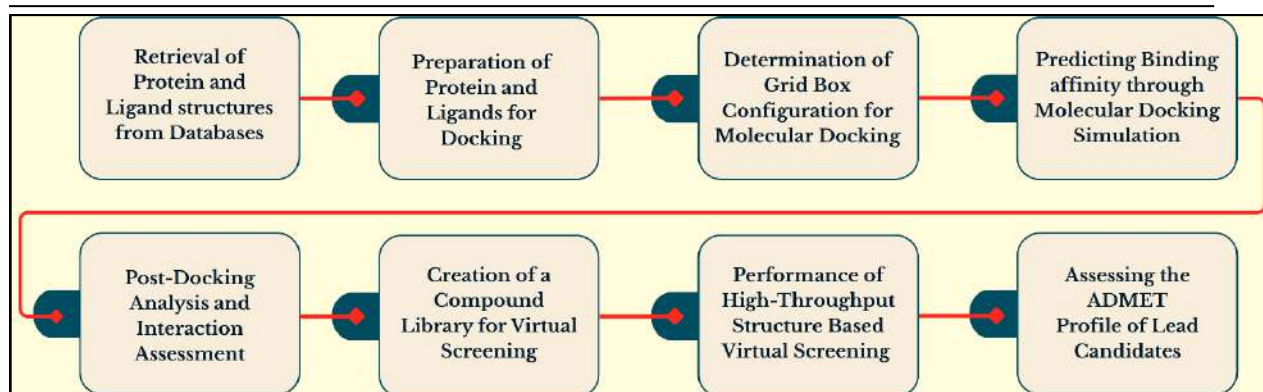 Retrieval of
Protein and
Ligand structures
from Databases
Preparation of
Protein and
Ligands for
Docking
Determination of
Grid Box
Configuration for
Molecular Docking
Predicting Binding
affinity through
Molecular Docking
Simulation
Post-Docking
Analysis and
Interaction
Assessment
Creation of a
Compound
Library for Virtual
Screening
Performance of
High-Throughput
Structure Based
Virtual Screening
Assessing the
ADMET
Profile of Lead
Candidates